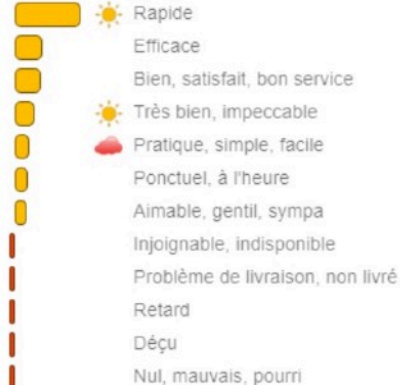 Rapide
Efficace
Bien, satisfait, bon service
Très bien, impeccable
Pratique, simple, facile
Ponctuel, à l'heure
Aimable, gentil, sympa
Injoignable, indisponible
Problème de livraison, non livré
Retard
Déçu
Nul, mauvais, pourri